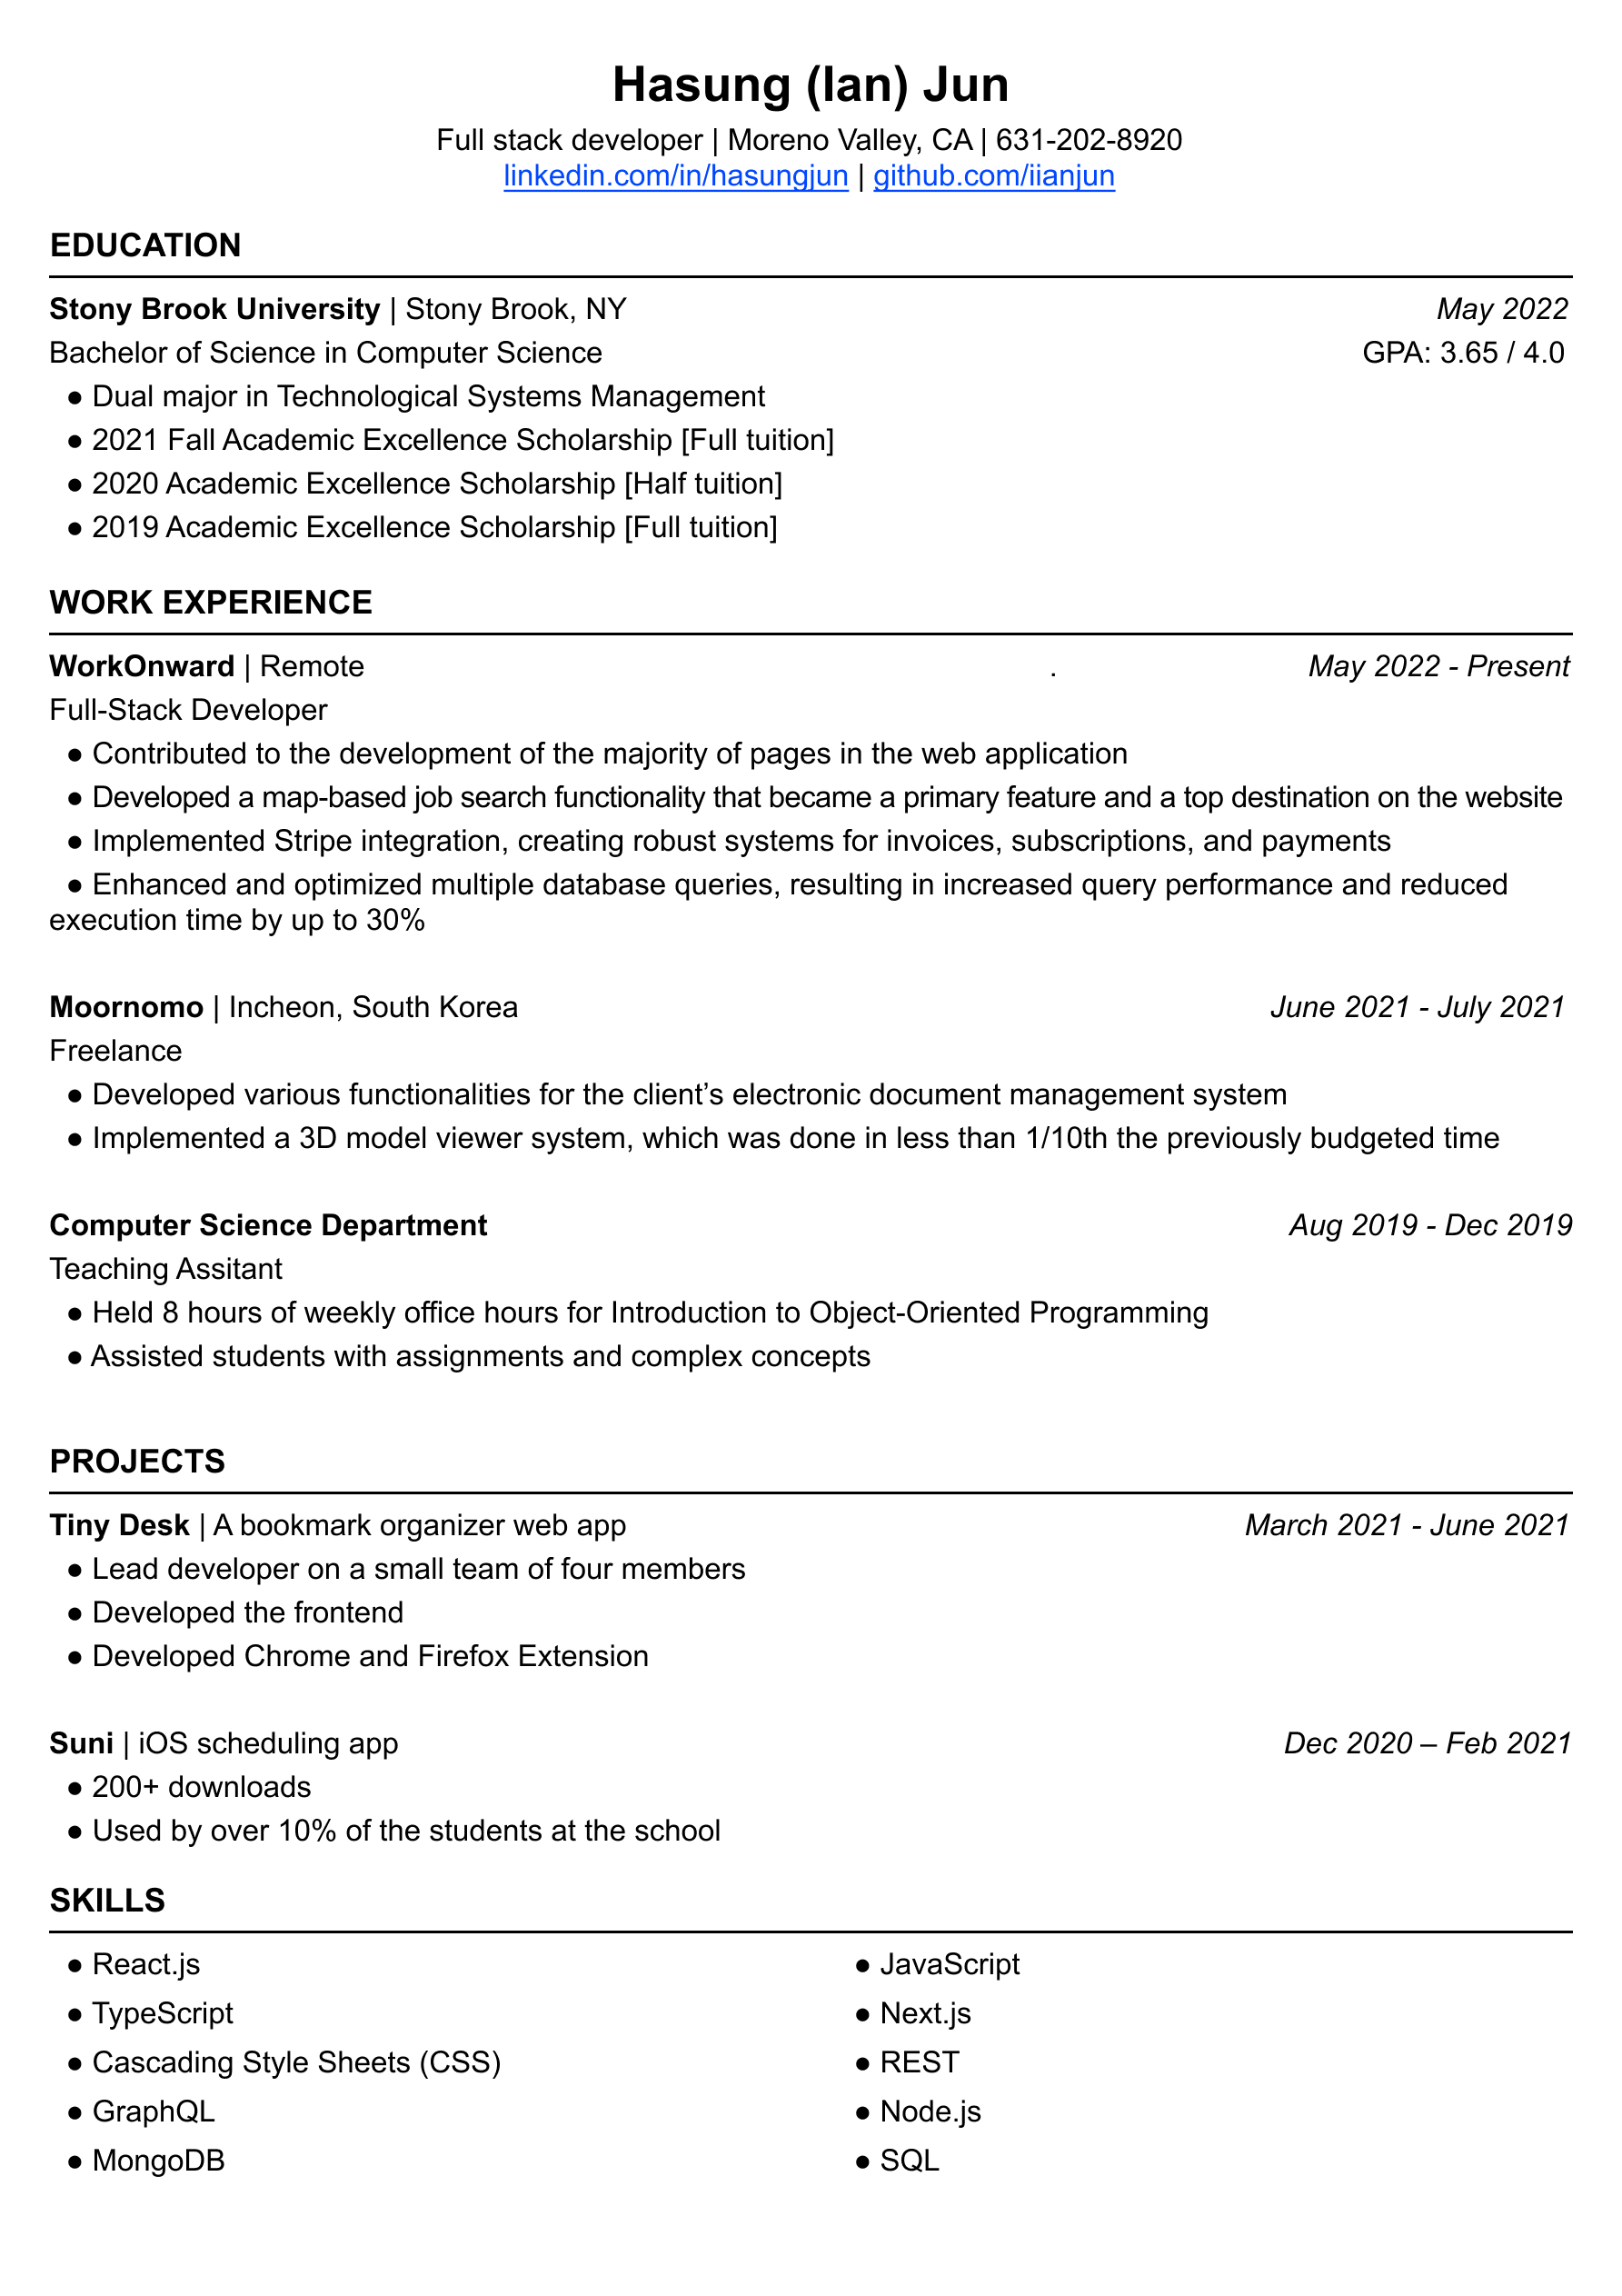 Hasung (Ian) Jun
Full stack developer | Moreno Valley, CA | 631-202-8920
linkedin.com/in/hasungjun | github.com/iianjun
EDUCATION
Stony Brook University | Stony Brook, NY May 2022
Bachelor of Science in Computer Science GPA: 3.65 / 4.0
● Dual major in Technological Systems Management
● 2021 Fall Academic Excellence Scholarship [Full tuition]
● 2020 Academic Excellence Scholarship [Half tuition]
● 2019 Academic Excellence Scholarship [Full tuition]
WORK EXPERIENCE
WorkOnward | Remote . May 2022 - Present
Full-Stack Developer
● Contributed to the development of the majority of pages in the web application
● Developed a map-based job search functionality that became a primary feature and a top destination on the website
● Implemented Stripe integration, creating robust systems for invoices, subscriptions, and payments
● Enhanced and optimized multiple database queries, resulting in increased query performance and reduced
execution time by up to 30%
Moornomo | Incheon, South Korea June 2021 - July 2021
Freelance
● Developed various functionalities for the client’s electronic document management system
● Implemented a 3D model viewer system, which was done in less than 1/10th the previously budgeted time
Computer Science Department Aug 2019 - Dec 2019
Teaching Assitant
● Held 8 hours of weekly office hours for Introduction to Object-Oriented Programming
● Assisted students with assignments and complex concepts
PROJECTS
Tiny Desk | A bookmark organizer web app March 2021 - June 2021
● Lead developer on a small team of four members
● Developed the frontend
● Developed Chrome and Firefox Extension
Suni | iOS scheduling app Dec 2020 – Feb 2021
● 200+ downloads
● Used by over 10% of the students at the school
SKILLS
● React.js ● JavaScript
● TypeScript ● Next.js
● Cascading Style Sheets (CSS) ● REST
● GraphQL ● Node.js
● MongoDB ● SQL